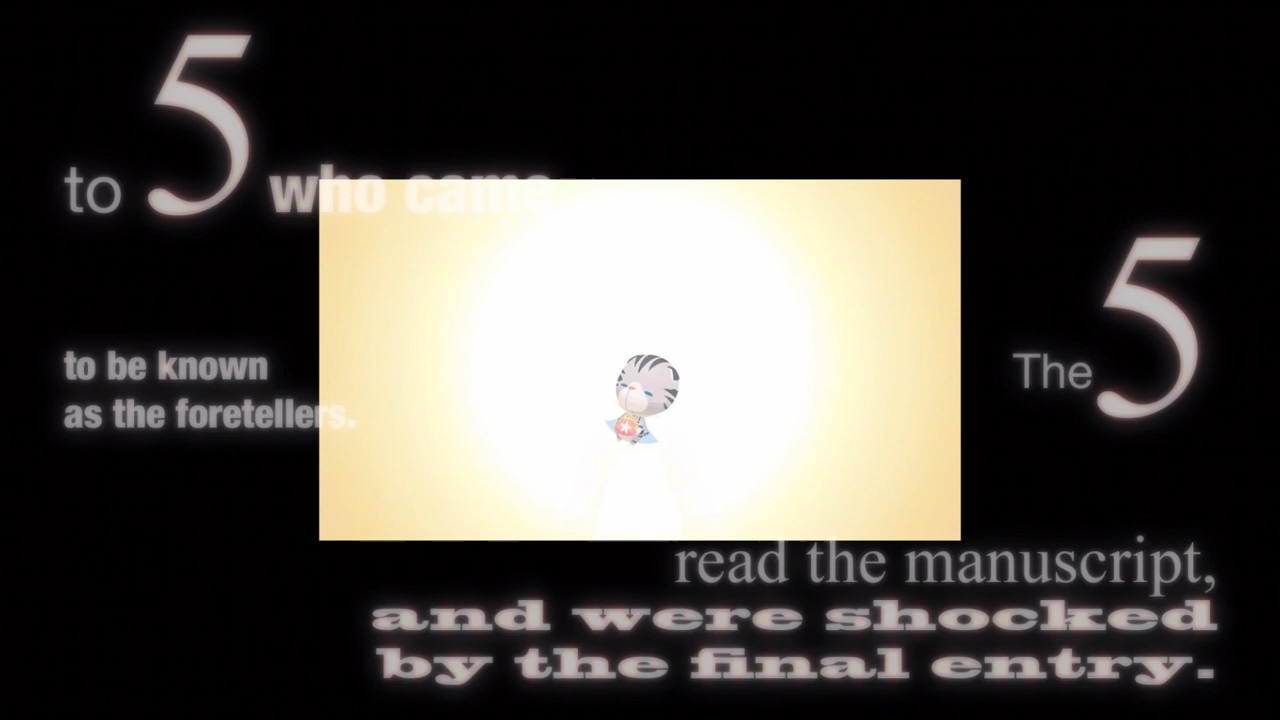 to 5 who came
to be known
as the foretellers.
The 5
read the manuscript,
and were shocked
by the final entry.